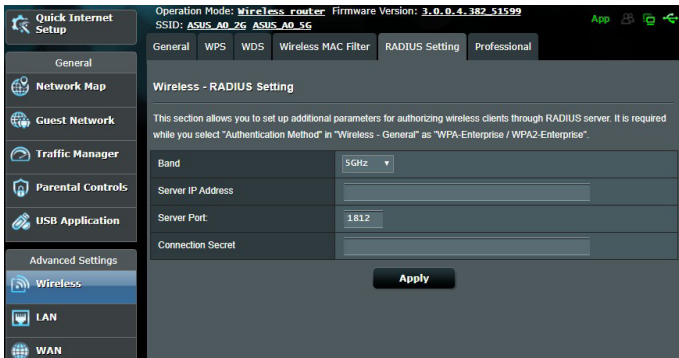 Quick Internet
Setup
General
Network Map
Guest Network
Traffic Manager
Parental Controls
USB Application
Advanced Settings
Wireless
LAN
WAN
Operation Mode: Wireless router Firmware Version: 3.0.0.4.382_51599
SSID: ASUS_A0_2G ASUS_A0_5G
App
General WPS WDS Wireless MAC Filter RADIUS Setting Professional
Wireless - RADIUS Setting
This section allows you to set up additional parameters for authorizing wireless clients through RADIUS server. It is required
while you select "Authentication Method" in "Wireless - General" as "WPA-Enterprise / WPA2-Enterprise".
Band 5GHz
Server IP Address
Server Port: 1812
Connection Secret
Apply